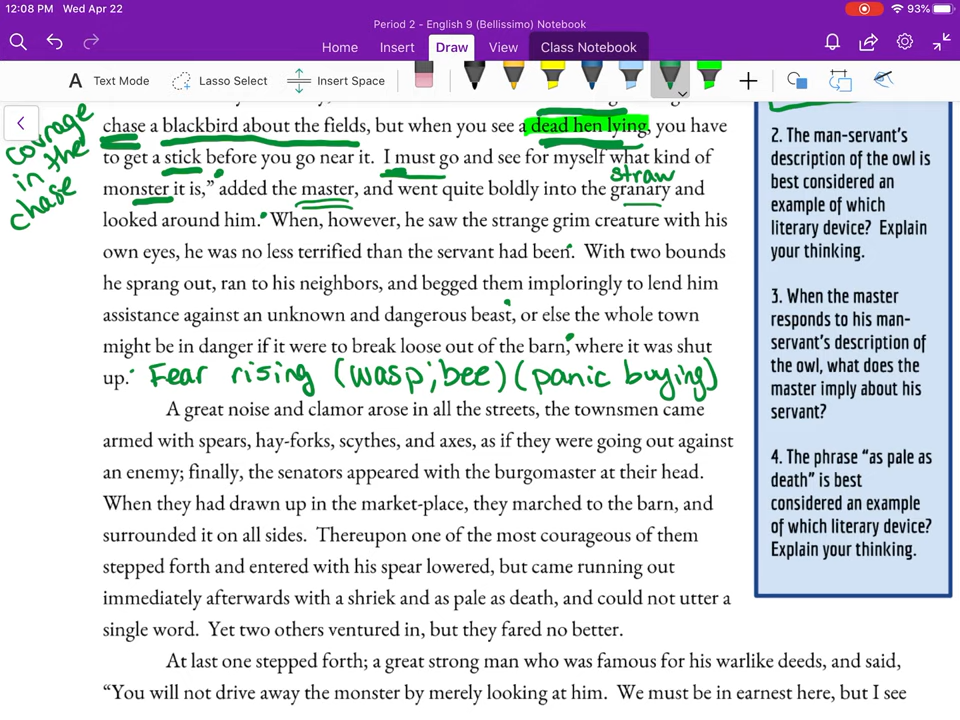 12:08 PM Wed Apr 22
93%
Period 2 - English 9 (Bellissimo) Notebook
Home Insert Draw View Class Notebook
Text Mode Lasso Select Insert Space
courage
in the
chase
chase a blackbird about the fields, but when you see a dead hen lying, you have
to get a stick before you go near it. I must go and see for myself what kind of
straw
monster it is,” added the master, and went quite boldly into the granary and
looked around him. When, however, he saw the strange grim creature with his
own eyes, he was no less terrified than the servant had been. With two bounds
he sprang out, ran to his neighbors, and begged them imploringly to lend him
assistance against an unknown and dangerous beast, or else the whole town
might be in danger if it were to break loose out of the barn, where it was shut
up. Fear rising (wasp; bee) (panic buying)
A great noise and clamor arose in all the streets, the townsmen came
armed with spears, hay-forks, scythes, and axes, as if they were going out against
an enemy; finally, the senators appeared with the burgomaster at their head.
When they had drawn up in the market-place, they marched to the barn, and
surrounded it on all sides. Thereupon one of the most courageous of them
stepped forth and entered with his spear lowered, but came running out
immediately afterwards with a shriek and as pale as death, and could not utter a
single word. Yet two others ventured in, but they fared no better.
At last one stepped forth; a great strong man who was famous for his warlike deeds, and said,
“You will not drive away the monster by merely looking at him. We must be in earnest here, but I see
2. The man-servant’s
description of the owl is
best considered an
example of which
literary device? Explain
your thinking.
3. When the master
responds to his man-
servant’s description of
the owl, what does the
master imply about his
servant?
4. The phrase “as pale as
death” is best
considered an example
of which literary device?
Explain your thinking.